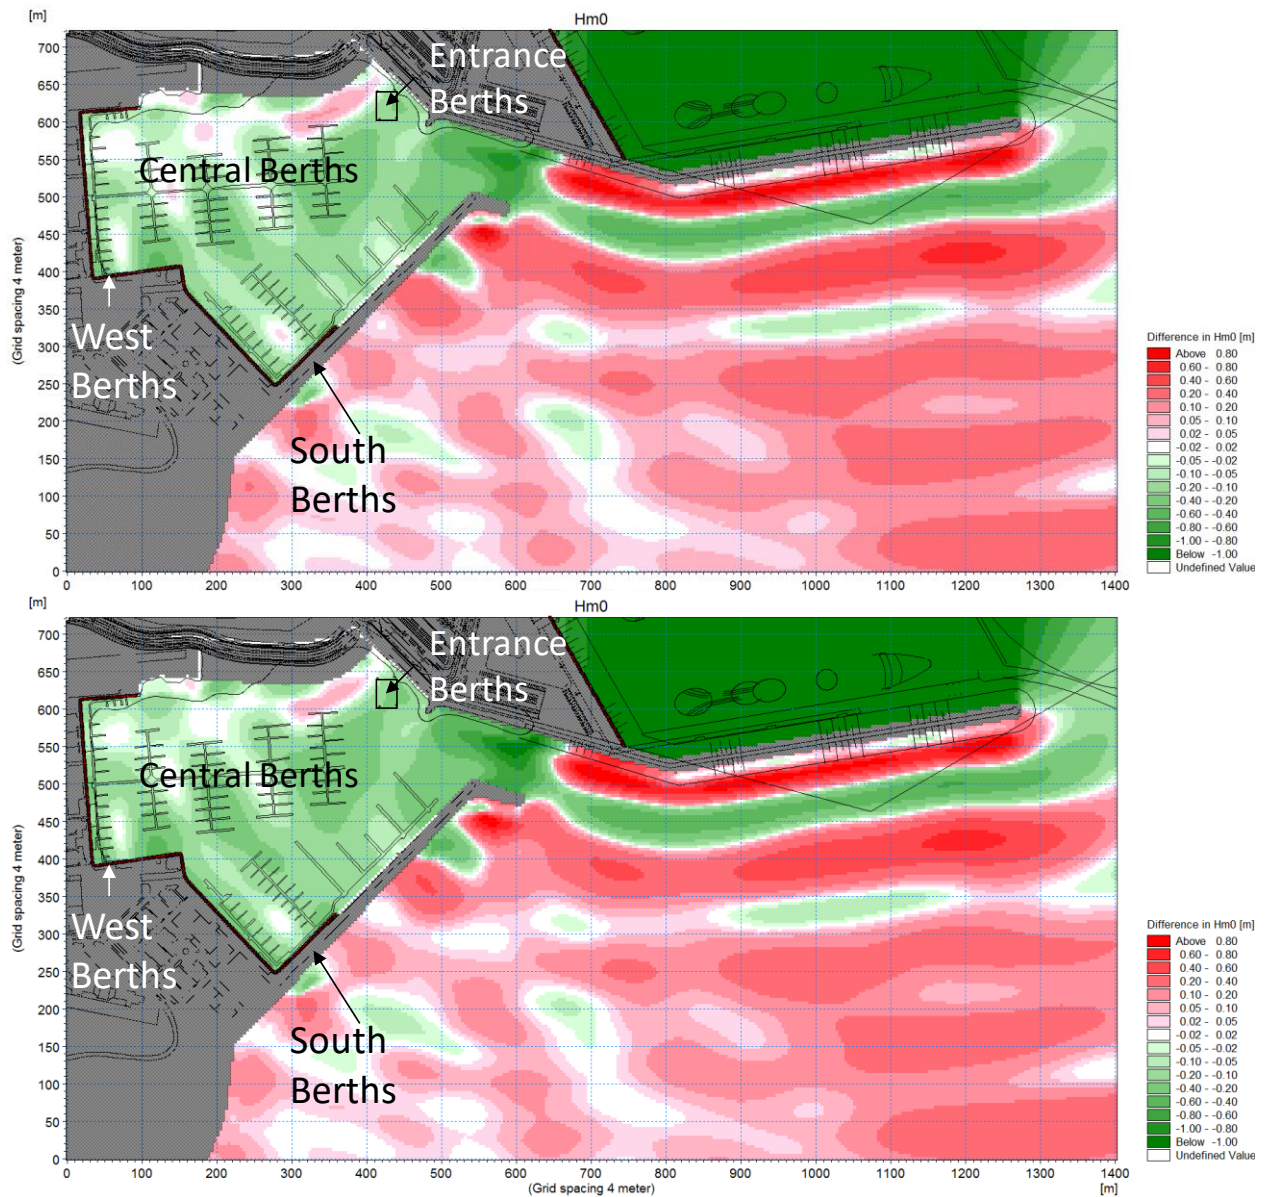 [m]
Hm0
700
650
600
550
500
450
400
350
300
250
200
150
100
50
0
(Grid spacing 4 meter)
Entrance
Berths
Central Berths
West
Berths
South
Berths
0 100 200 300 400 500 600 700 800 900 1000 1100 1200 1300 1400
Difference in Hm0 [m]
Above 0.80
0.60 - 0.80
0.40 - 0.60
0.20 - 0.40
0.10 - 0.20
0.05 - 0.10
0.02 - 0.05
-0.02 - 0.02
-0.05 - -0.02
-0.10 - -0.05
-0.20 - -0.10
-0.40 - -0.20
-0.60 - -0.40
-0.80 - -0.60
-1.00 - -0.80
Below -1.00
Undefined Value
[m]
Hm0
700
650
600
550
500
450
400
350
300
250
200
150
100
50
0
(Grid spacing 4 meter)
Entrance
Berths
Central Berths
West
Berths
South
Berths
0 100 200 300 400 500 600 700 800 900 1000 1100 1200 1300 1400
(Grid spacing 4 meter)
[m]
Difference in Hm0 [m]
Above 0.80
0.60 - 0.80
0.40 - 0.60
0.20 - 0.40
0.10 - 0.20
0.05 - 0.10
0.02 - 0.05
-0.02 - 0.02
-0.05 - -0.02
-0.10 - -0.05
-0.20 - -0.10
-0.40 - -0.20
-0.60 - -0.40
-0.80 - -0.60
-1.00 - -0.80
Below -1.00
Undefined Value